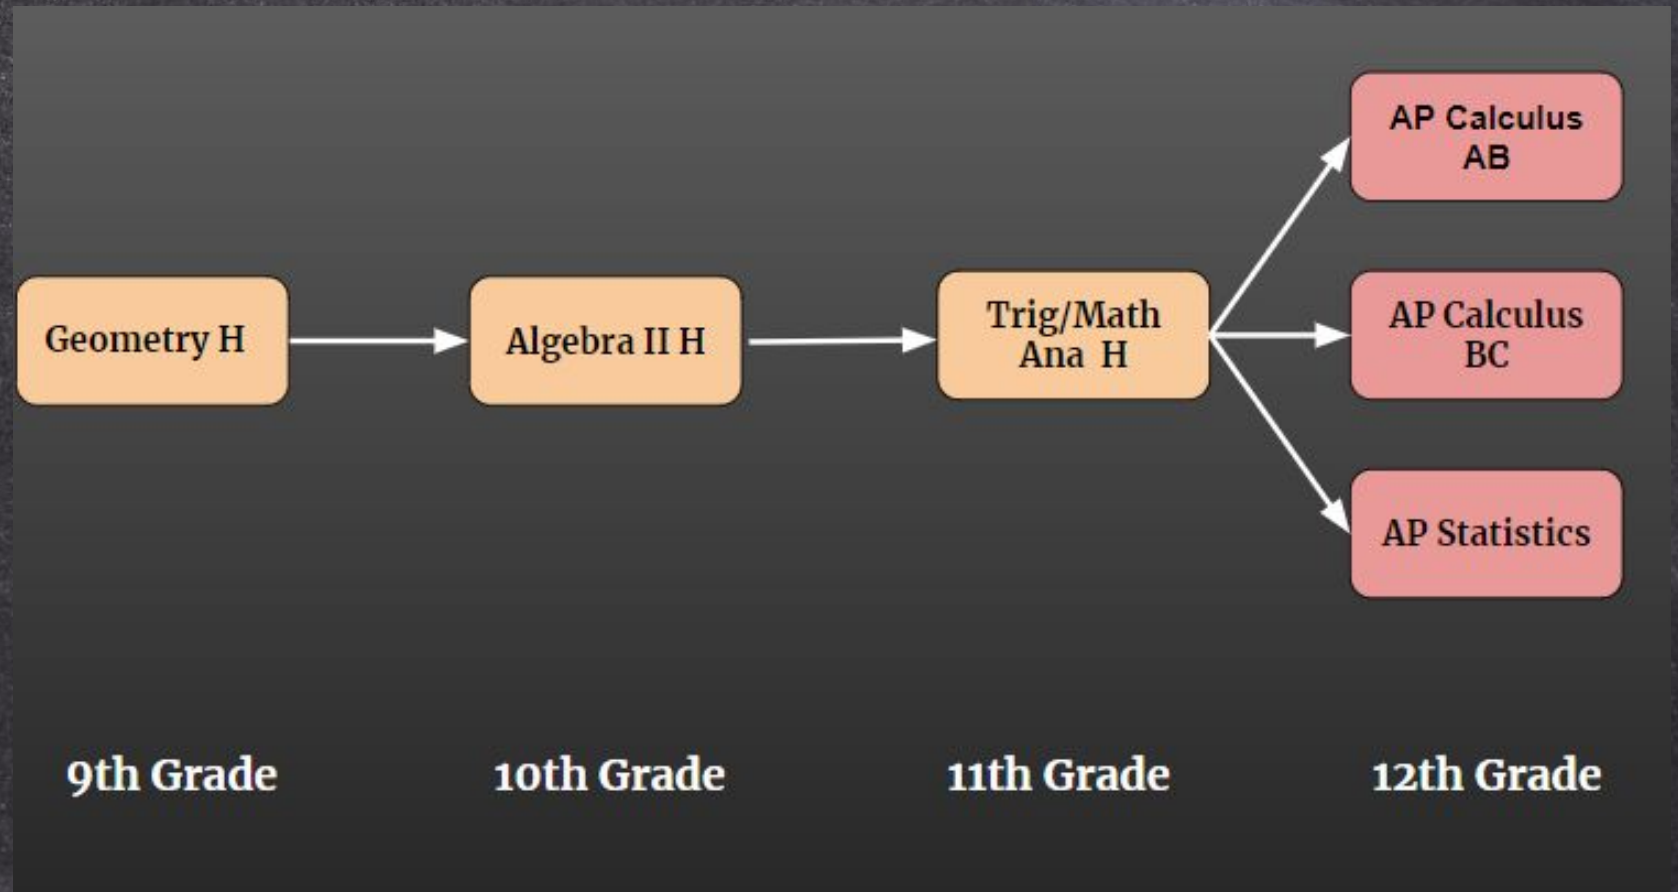 AP Calculus
AB
Geometry H
Algebra II H
Trig/Math
Ana H
AP Calculus
BC
AP Statistics
9th Grade
10th Grade
11th Grade
12th Grade